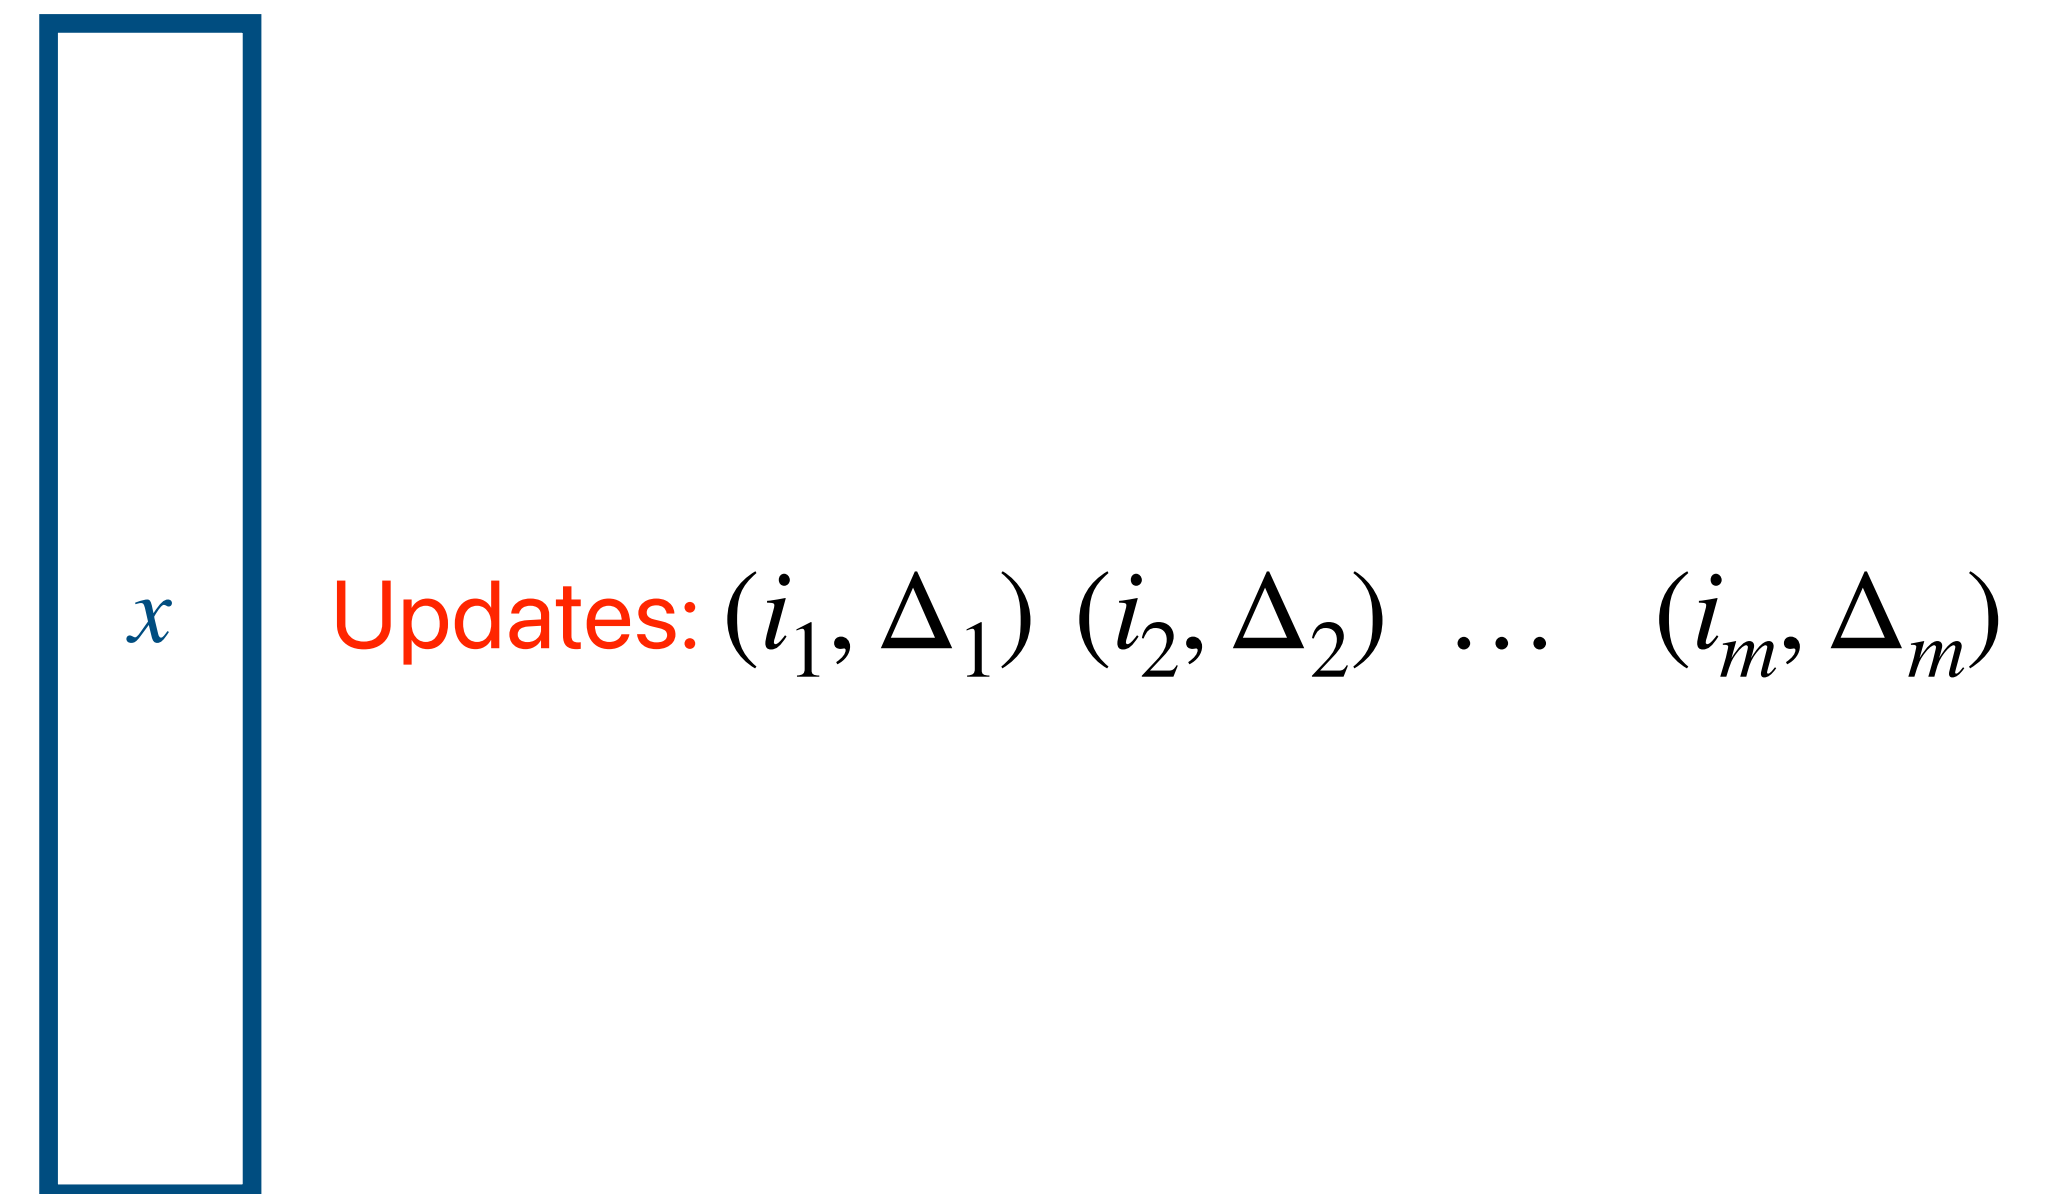 x
Updates: (i₁, Δ₁) (i₂, Δ₂) … (iₘ, Δₘ)